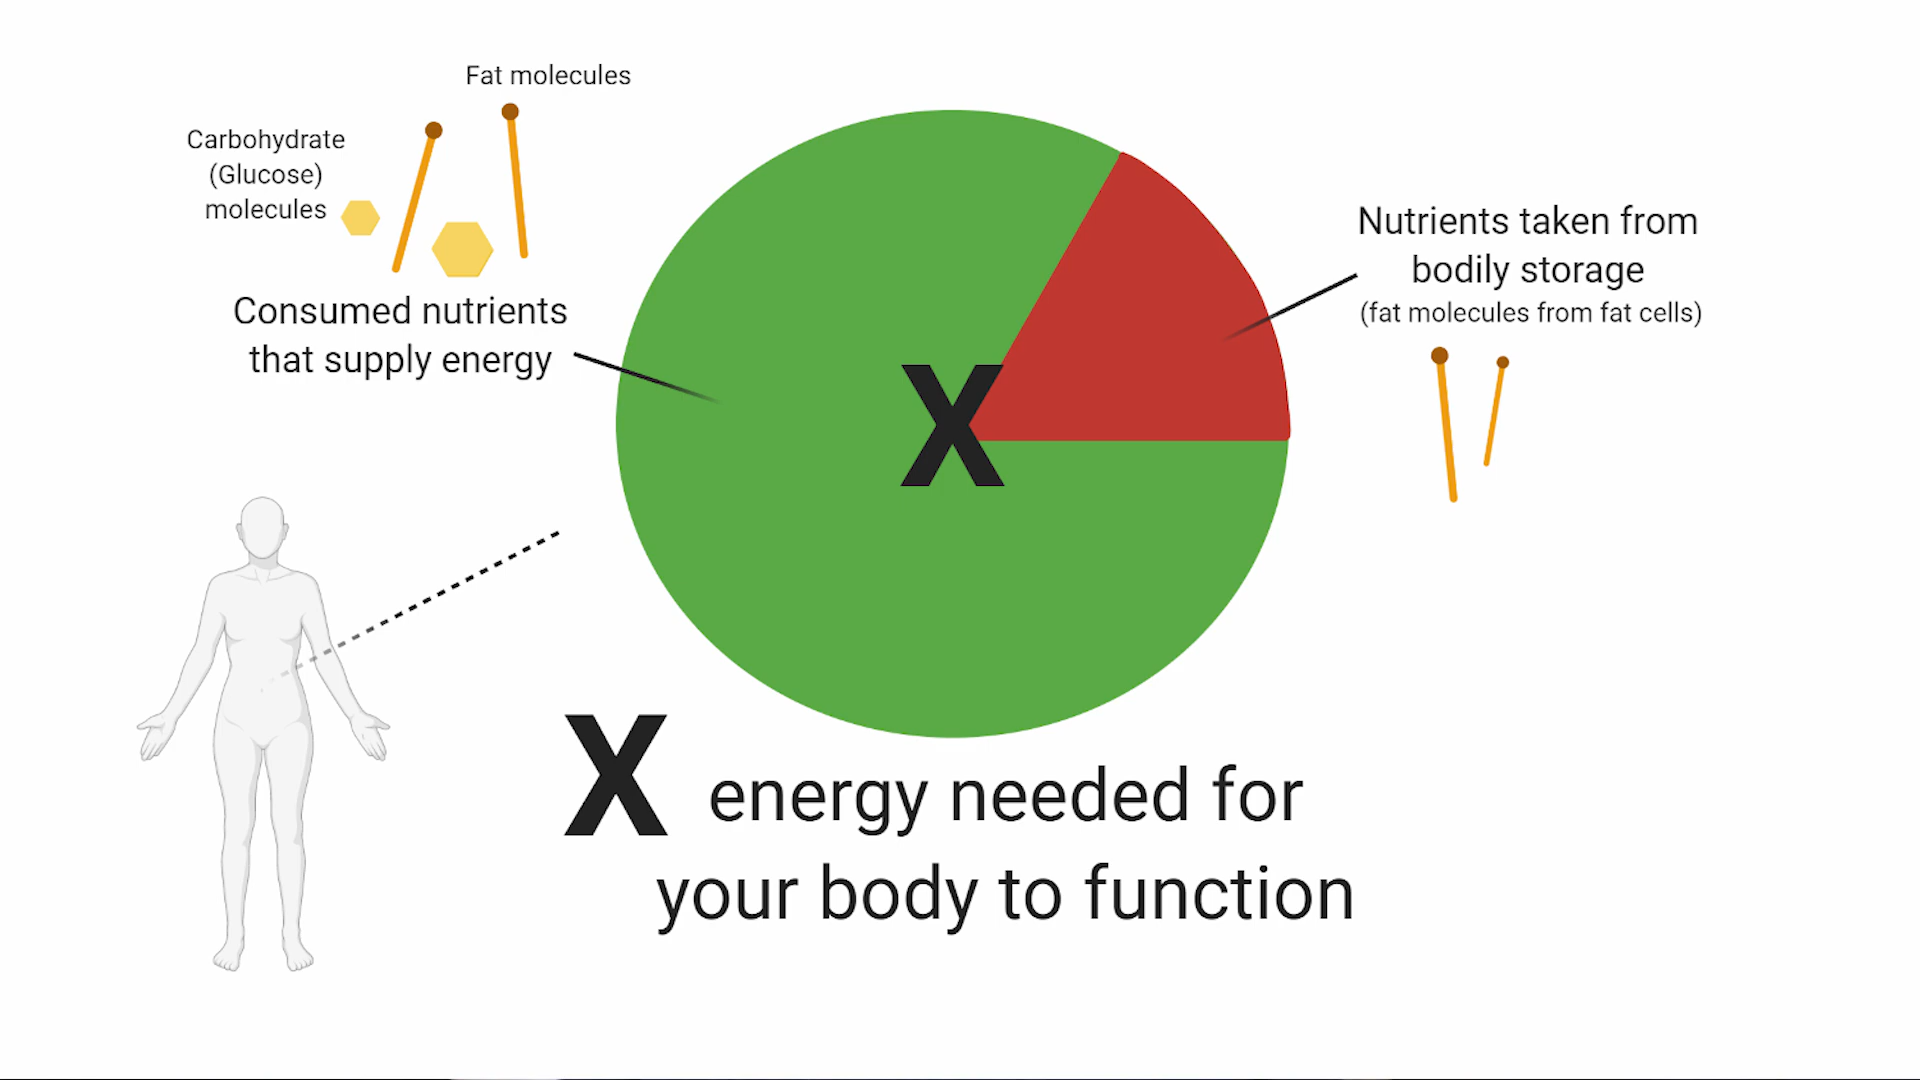 Fat molecules
Carbohydrate
(Glucose)
molecules
Consumed nutrients
that supply energy
Nutrients taken from
bodily storage
(fat molecules from fat cells)
X
X energy needed for
your body to function